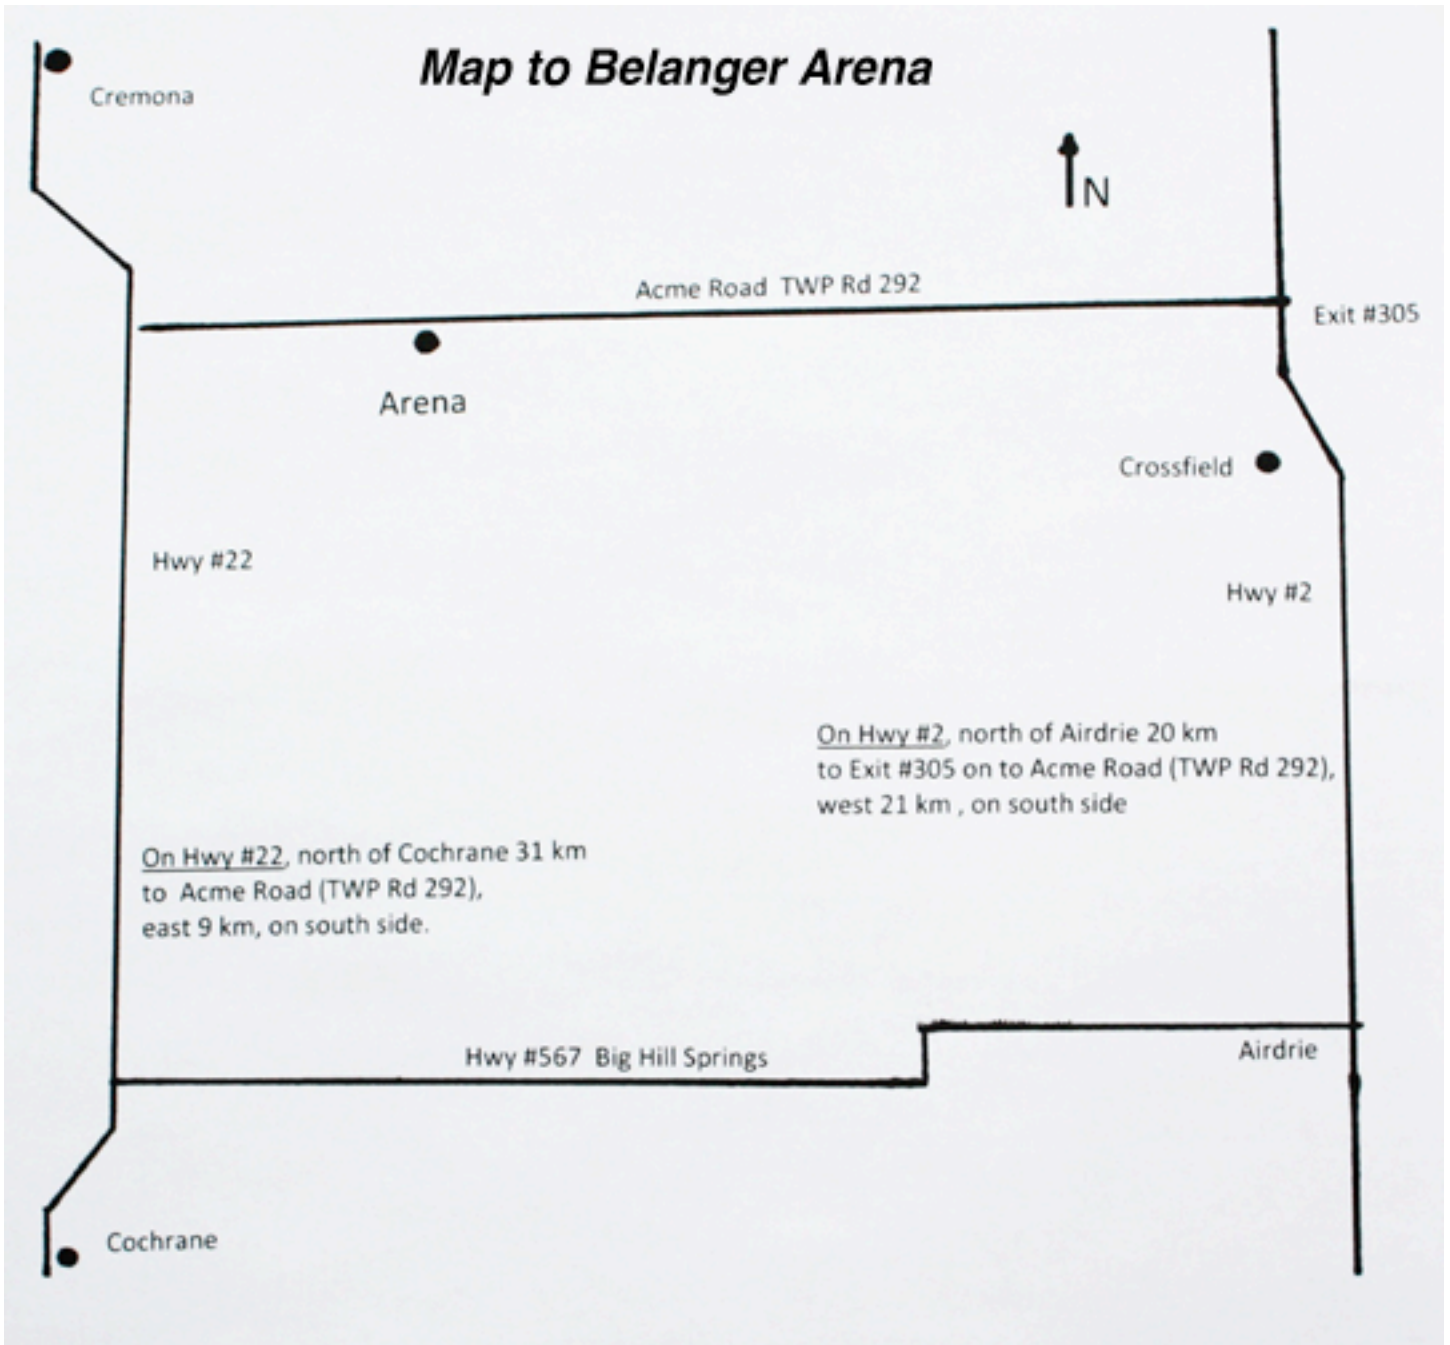 Map to Belanger Arena
Cremona
N
Acme Road TWP Rd 292
Exit #305
Arena
Crossfield
Hwy #22
Hwy #2
On Hwy #2, north of Airdrie 20 km
to Exit #305 on to Acme Road (TWP Rd 292),
west 21 km , on south side
On Hwy #22, north of Cochrane 31 km
to Acme Road (TWP Rd 292),
east 9 km, on south side.
Hwy #567 Big Hill Springs
Airdrie
Cochrane